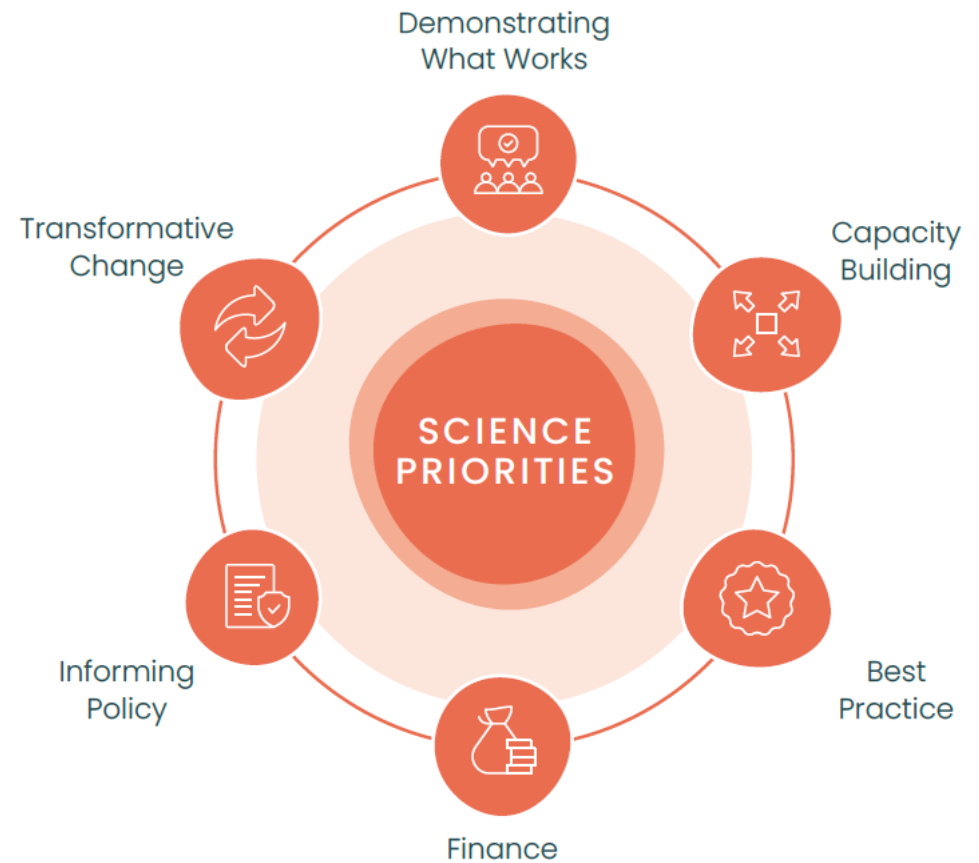 Demonstrating
What Works
Transformative
Change
Capacity
Building
SCIENCE
PRIORITIES
Informing
Policy
Best
Practice
Finance